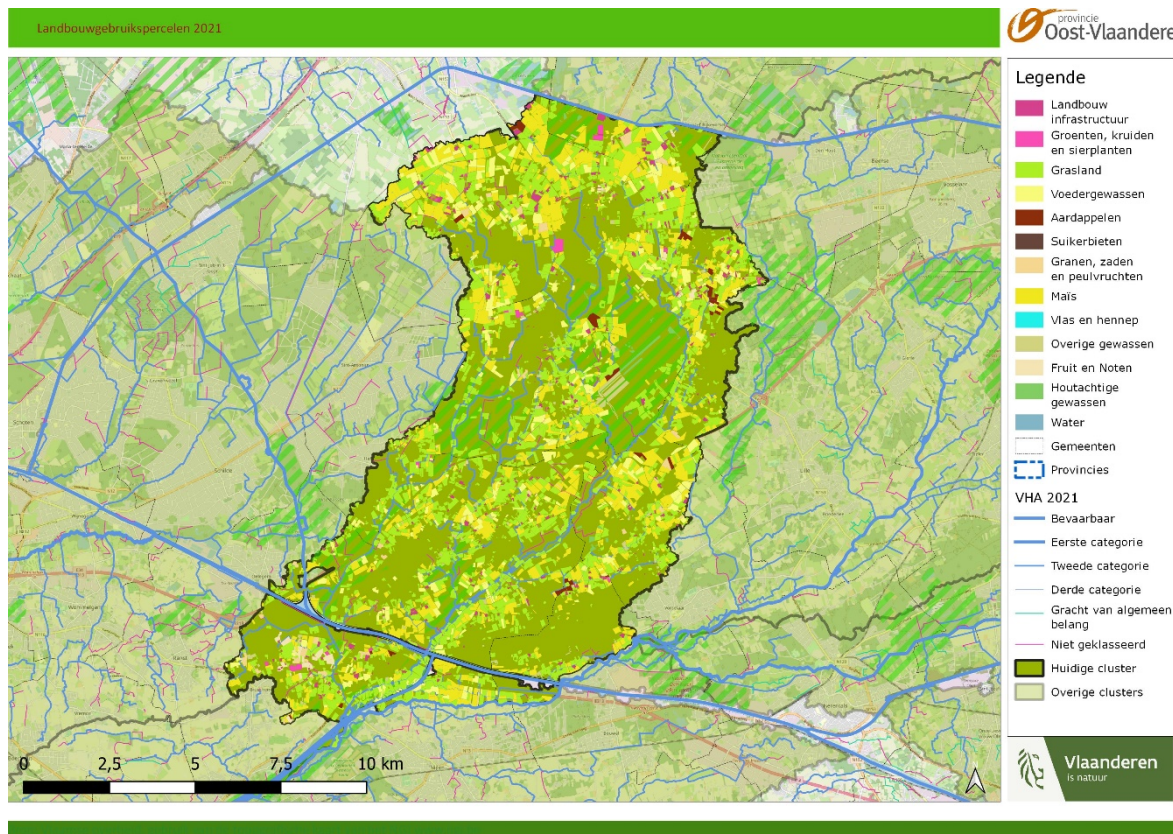 Landbouwgebruikspercelen 2021
provincie
Oost-Vlaandere
Legende
Landbouw
infrastructuur
Groenten, kruiden
en sierplanten
Grasland
Voedergewassen
Aardappelen
Suikerbieten
Granen, zaden
en peulvruchten
Maïs
Vlas en hennep
Overige gewassen
Fruit en Noten
Houtachtige
gewassen
Water
Gemeenten
Provincies
VHA 2021
Bevaarbaar
Eerste categorie
Tweede categorie
Derde categorie
Gracht van algemeen
belang
Niet geklasseerd
Huidige cluster
Overige clusters
0 2,5 5 7,5 10 km
Vlaanderen
is natuur